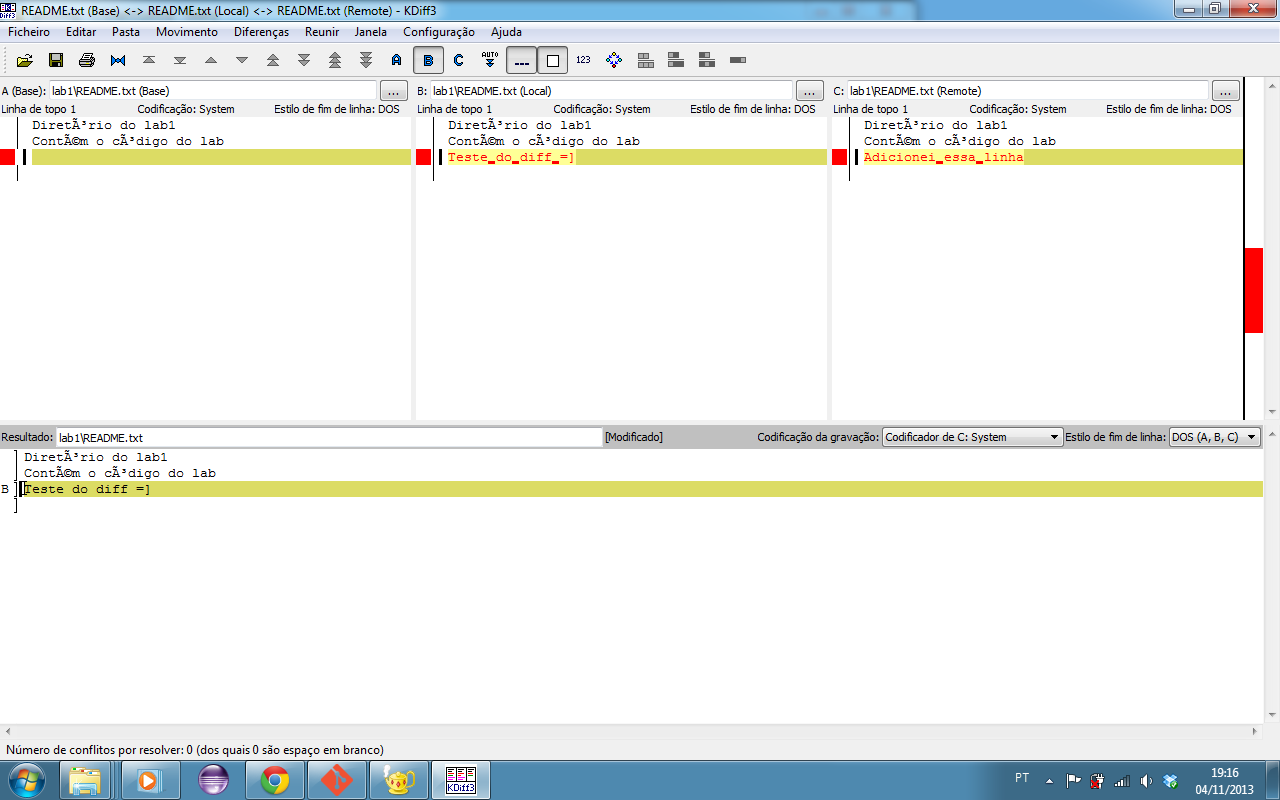 README.txt (Base) <-> README.txt (Local) <-> README.txt (Remote) - KDiff3
Ficheiro Editar Pasta Movimento Diferenças Reunir Janela Configuração Ajuda
A B C AUTO 123
A (Base): lab1\README.txt (Base) ... B: lab1\README.txt (Local) ... C: lab1\README.txt (Remote) ...
Linha de topo 1 Codificação: System Estilo de fim de linha: DOS Linha de topo 1 Codificação: System Estilo de fim de linha: DOS Linha de topo 1 Codificação: System Estilo de fim de linha: DOS
DiretÃ³rio do lab1 DiretÃ³rio do lab1 DiretÃ³rio do lab1
ContÃ©m o cÃ³digo do lab ContÃ©m o cÃ³digo do lab ContÃ©m o cÃ³digo do lab
Teste do diff =] Adicionei essa linha
Resultado: lab1\README.txt [Modificado] Codificação da gravação: Codificador de C: System Estilo de fim de linha: DOS (A, B, C)
DiretÃ³rio do lab1
ContÃ©m o cÃ³digo do lab
B Teste do diff =]
Número de conflitos por resolver: 0 (dos quais 0 são espaço em branco)
KDiff3
PT 19:16
04/11/2013